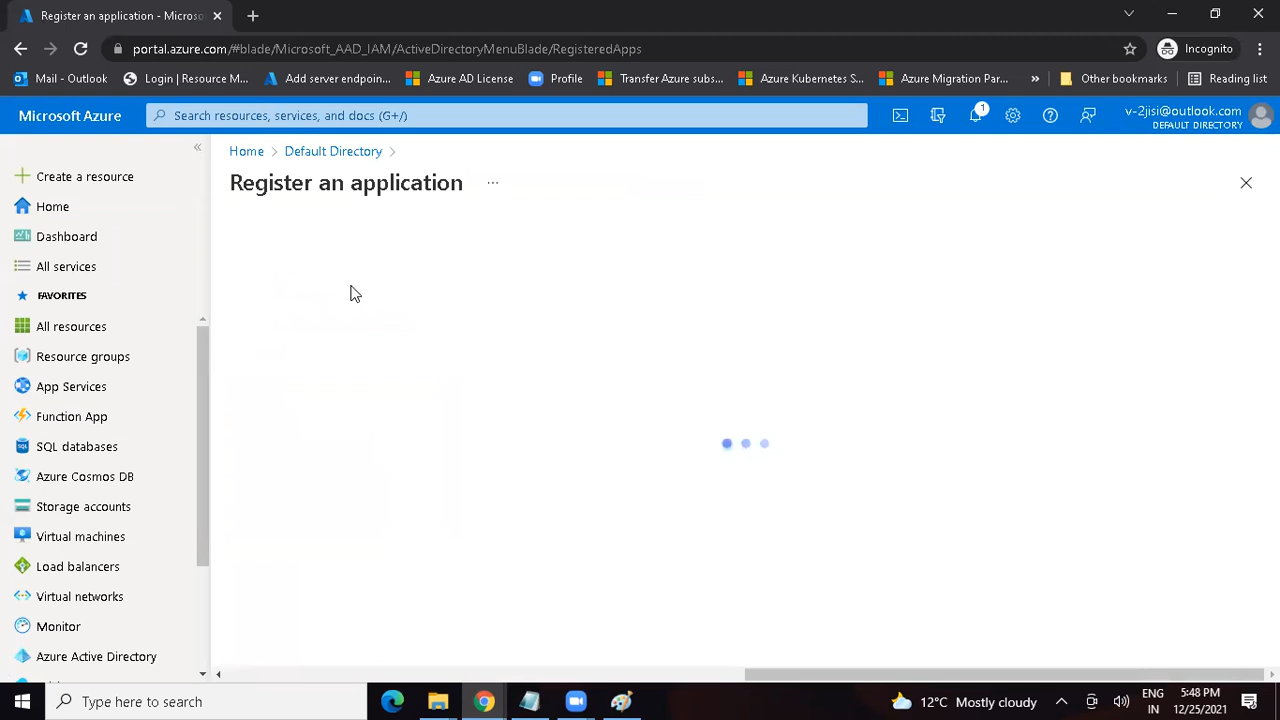 Register an application - Micros
portal.azure.com/#blade/Microsoft_AAD_IAM/ActiveDirectoryMenuBlade/RegisteredApps
Incognito
Mail - Outlook
Login | Resource M...
Add server endpoin...
Azure AD License
Profile
Transfer Azure subs...
Azure Kubernetes S...
Azure Migration Par...
»
Other bookmarks
Reading list
Microsoft Azure
Search resources, services, and docs (G+/)
1
v-2jisi@outlook.com
DEFAULT DIRECTORY
«
Home > Default Directory >
Register an application ...
Create a resource
Home
Dashboard
All services
FAVORITES
All resources
Resource groups
App Services
Function App
SQL databases
Azure Cosmos DB
Storage accounts
Virtual machines
Load balancers
Virtual networks
Monitor
Azure Active Directory
Type here to search
12°C Mostly cloudy
ENG
IN
5:48 PM
12/25/2021